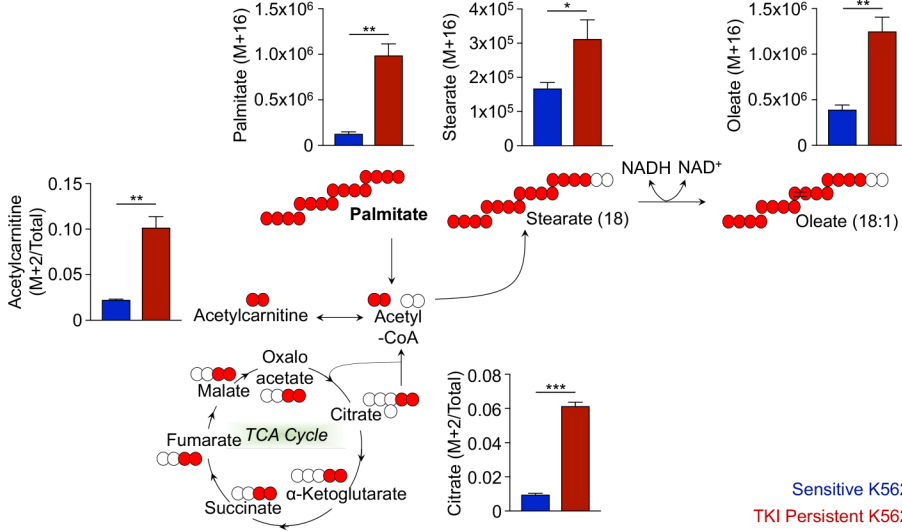 Palmitate (M+16)
1.5x10⁶
1.0x10⁶
0.5x10⁶
0
**
Stearate (M+16)
4x10⁵
3x10⁵
2x10⁵
1x10⁵
0
*
Oleate (M+16)
1.5x10⁶
1.0x10⁶
0.5x10⁶
0
**
Palmitate
NADH NAD⁺
Stearate (18)
Oleate (18:1)
Acetylcarnitine
(M+2/Total)
0.15
0.10
0.05
0
**
Acetylcarnitine
Acetyl
-CoA
Oxalo
acetate
Malate
Citrate
Fumarate
TCA Cycle
α-Ketoglutarate
Succinate
Citrate (M+2/Total)
0.08
0.06
0.04
0.02
0
***
Sensitive K562
TKI Persistent K562